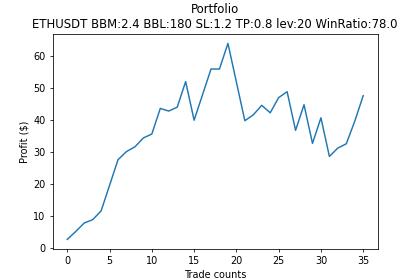 Portfolio
ETHUSDT BBM:2.4 BBL:180 SL:1.2 TP:0.8 lev:20 WinRatio:78.0
60
50
40
30
20
10
0
Profit ($)
0 5 10 15 20 25 30 35
Trade counts